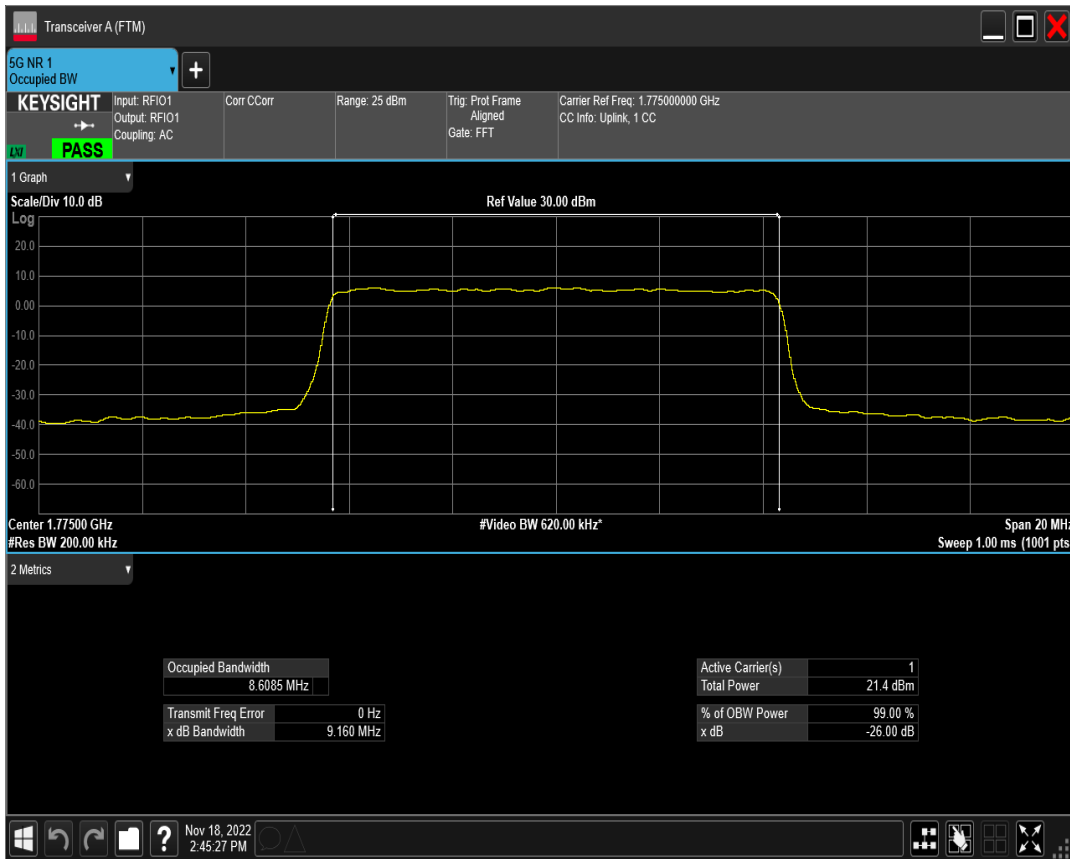 Transceiver A (FTM)
5G NR 1
Occupied BW
+
KEYSIGHT
LXI
PASS
Input: RFIO1
Output: RFIO1
Coupling: AC
Corr CCorr
Range: 25 dBm
Trig: Prot Frame
Aligned
Gate: FFT
Carrier Ref Freq: 1.775000000 GHz
CC Info: Uplink, 1 CC
1 Graph
Scale/Div 10.0 dB
Ref Value 30.00 dBm
Log
20.0
10.0
0.00
-10.0
-20.0
-30.0
-40.0
-50.0
-60.0
Center 1.77500 GHz
#Video BW 620.00 kHz*
Span 20 MHz
#Res BW 200.00 kHz
Sweep 1.00 ms (1001 pts
2 Metrics
Occupied Bandwidth
8.6085 MHz
Transmit Freq Error 0 Hz
x dB Bandwidth 9.160 MHz
Active Carrier(s) 1
Total Power 21.4 dBm
% of OBW Power 99.00 %
x dB -26.00 dB
?
Nov 18, 2022
2:45:27 PM